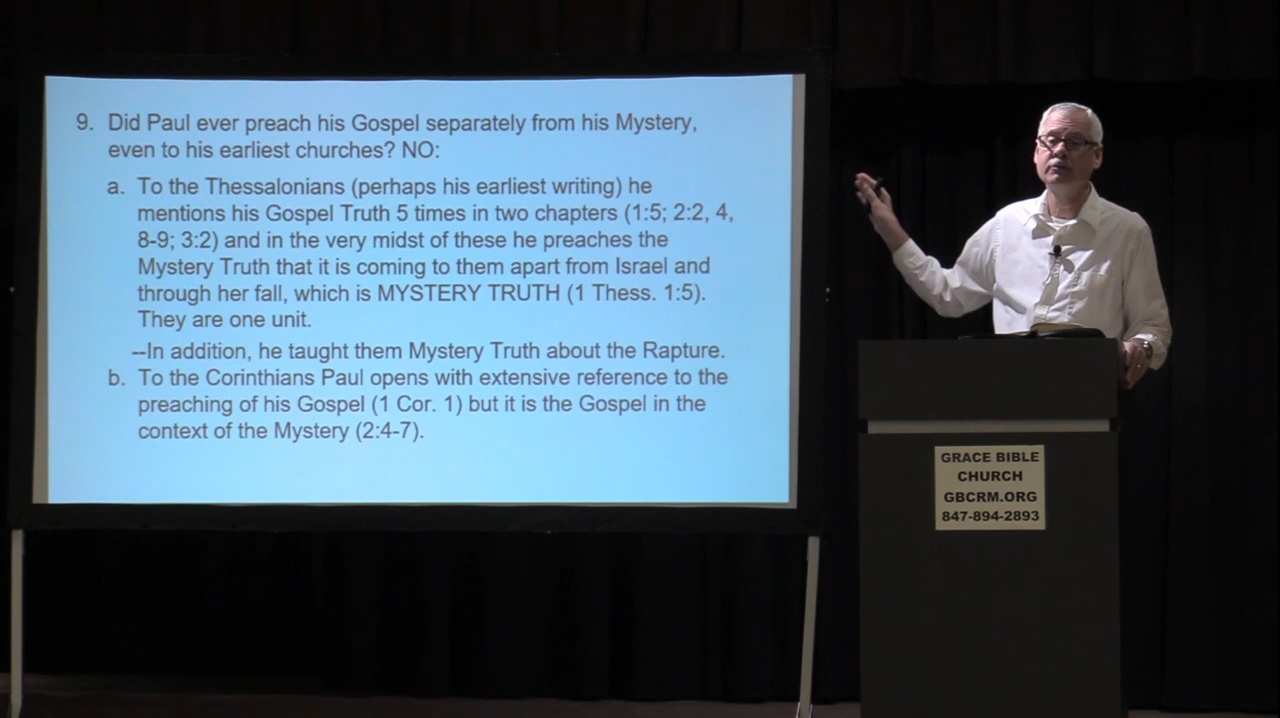 9. Did Paul ever preach his Gospel separately from his Mystery,
even to his earliest churches? NO:
a. To the Thessalonians (perhaps his earliest writing) he
mentions his Gospel Truth 5 times in two chapters (1:5; 2:2, 4,
8-9; 3:2) and in the very midst of these he preaches the
Mystery Truth that it is coming to them apart from Israel and
through her fall, which is MYSTERY TRUTH (1 Thess. 1:5).
They are one unit.
--In addition, he taught them Mystery Truth about the Rapture.
b. To the Corinthians Paul opens with extensive reference to the
preaching of his Gospel (1 Cor. 1) but it is the Gospel in the
context of the Mystery (2:4-7).
GRACE BIBLE
CHURCH
GBCRM.ORG
847-894-2893